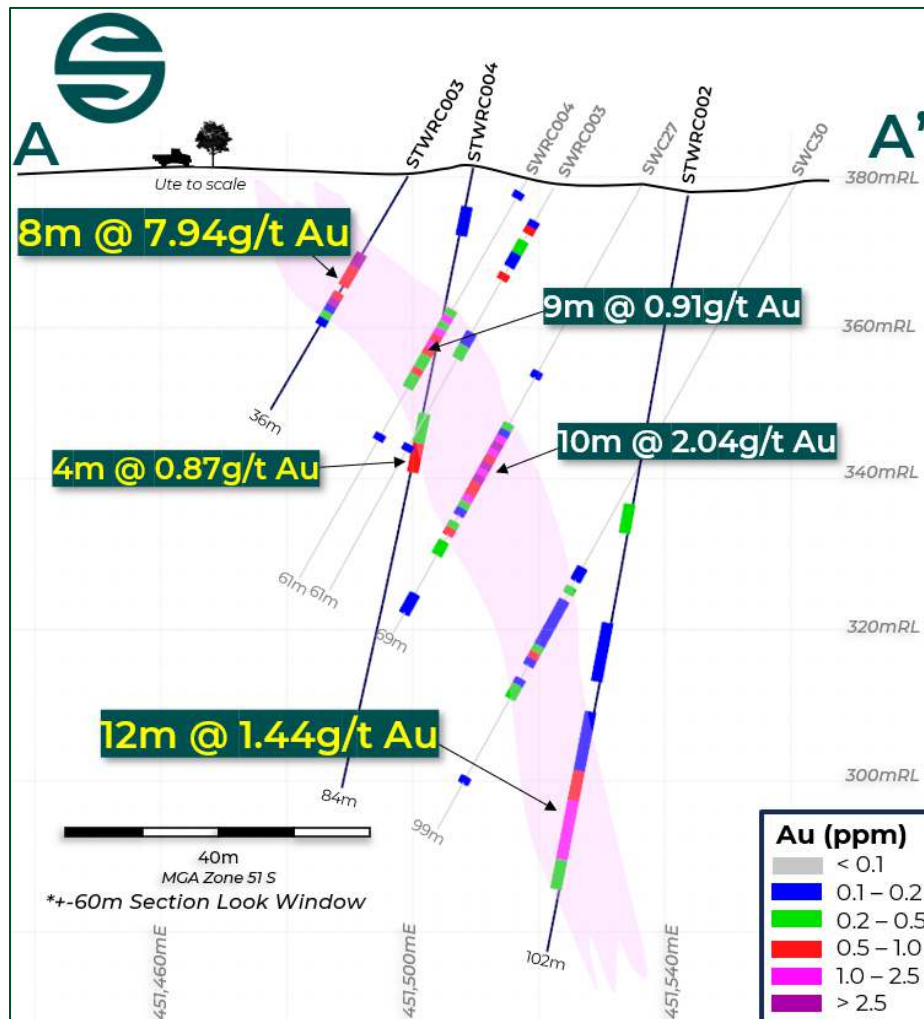 A
A'
STWRC003
STWRC004
SWRC004
SWRC003
SWC27
STWRC002
SWC30
Ute to scale
380mRL
8m @ 7.94g/t Au
9m @ 0.91g/t Au
360mRL
36m
4m @ 0.87g/t Au
10m @ 2.04g/t Au
340mRL
61m
61m
69m
320mRL
12m @ 1.44g/t Au
300mRL
84m
99m
40m
MGA Zone 51 S
*+-60m Section Look Window
102m
451,460mE
451,500mE
451,540mE
Au (ppm)
< 0.1
0.1 – 0.2
0.2 – 0.5
0.5 – 1.0
1.0 – 2.5
> 2.5